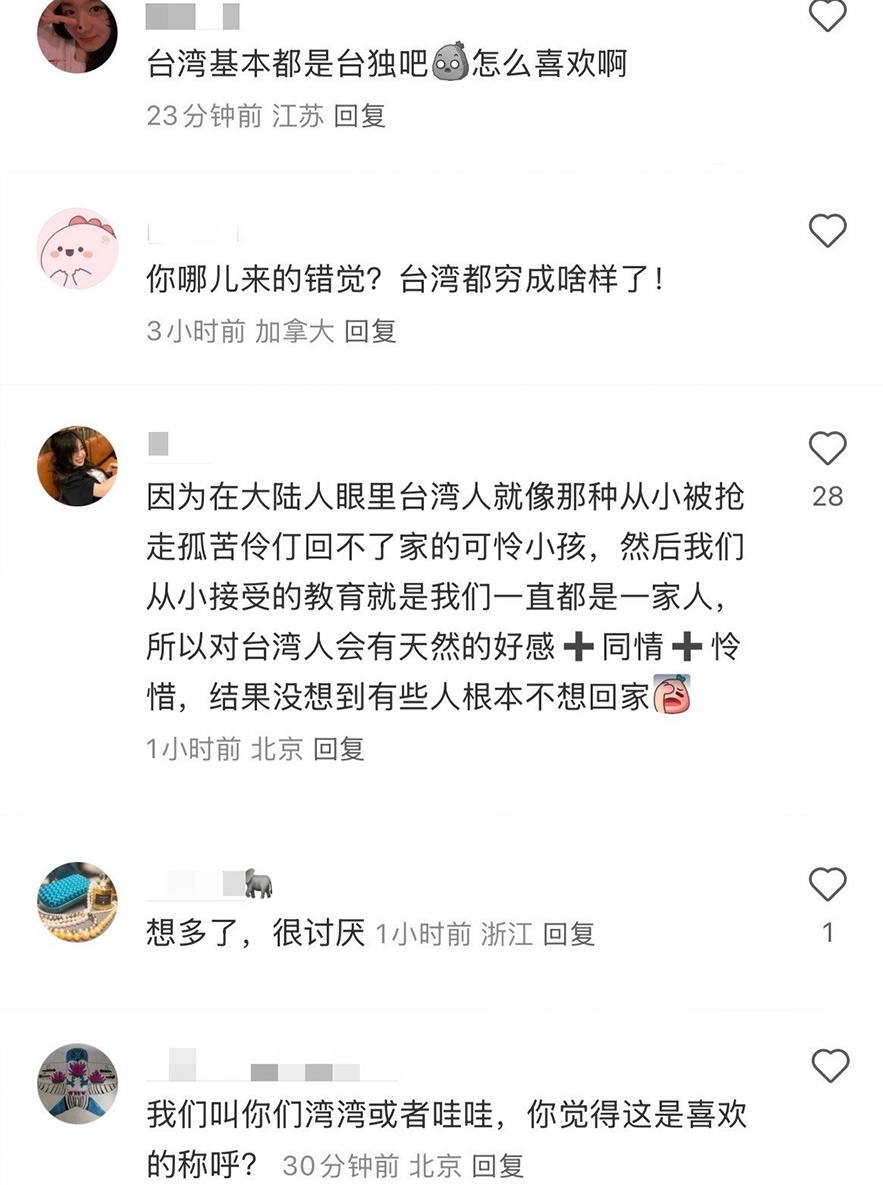 台湾基本都是台独吧怎么喜欢啊
23分钟前 江苏 回复
你哪儿来的错觉？台湾都穷成啥样了！
3小时前 加拿大 回复
因为在大陆人眼里台湾人就像那种从小被抢
28
走孤苦伶仃回不了家的可怜小孩，然后我们
从小接受的教育就是我们一直都是一家人，
所以对台湾人会有天然的好感➕同情➕怜
惜，结果没想到有些人根本不想回家
1小时前 北京 回复
想多了，很讨厌 1小时前 浙江 回复
1
我们叫你们湾湾或者哇哇，你觉得这是喜欢
的称呼？ 30分钟前 北京 回复